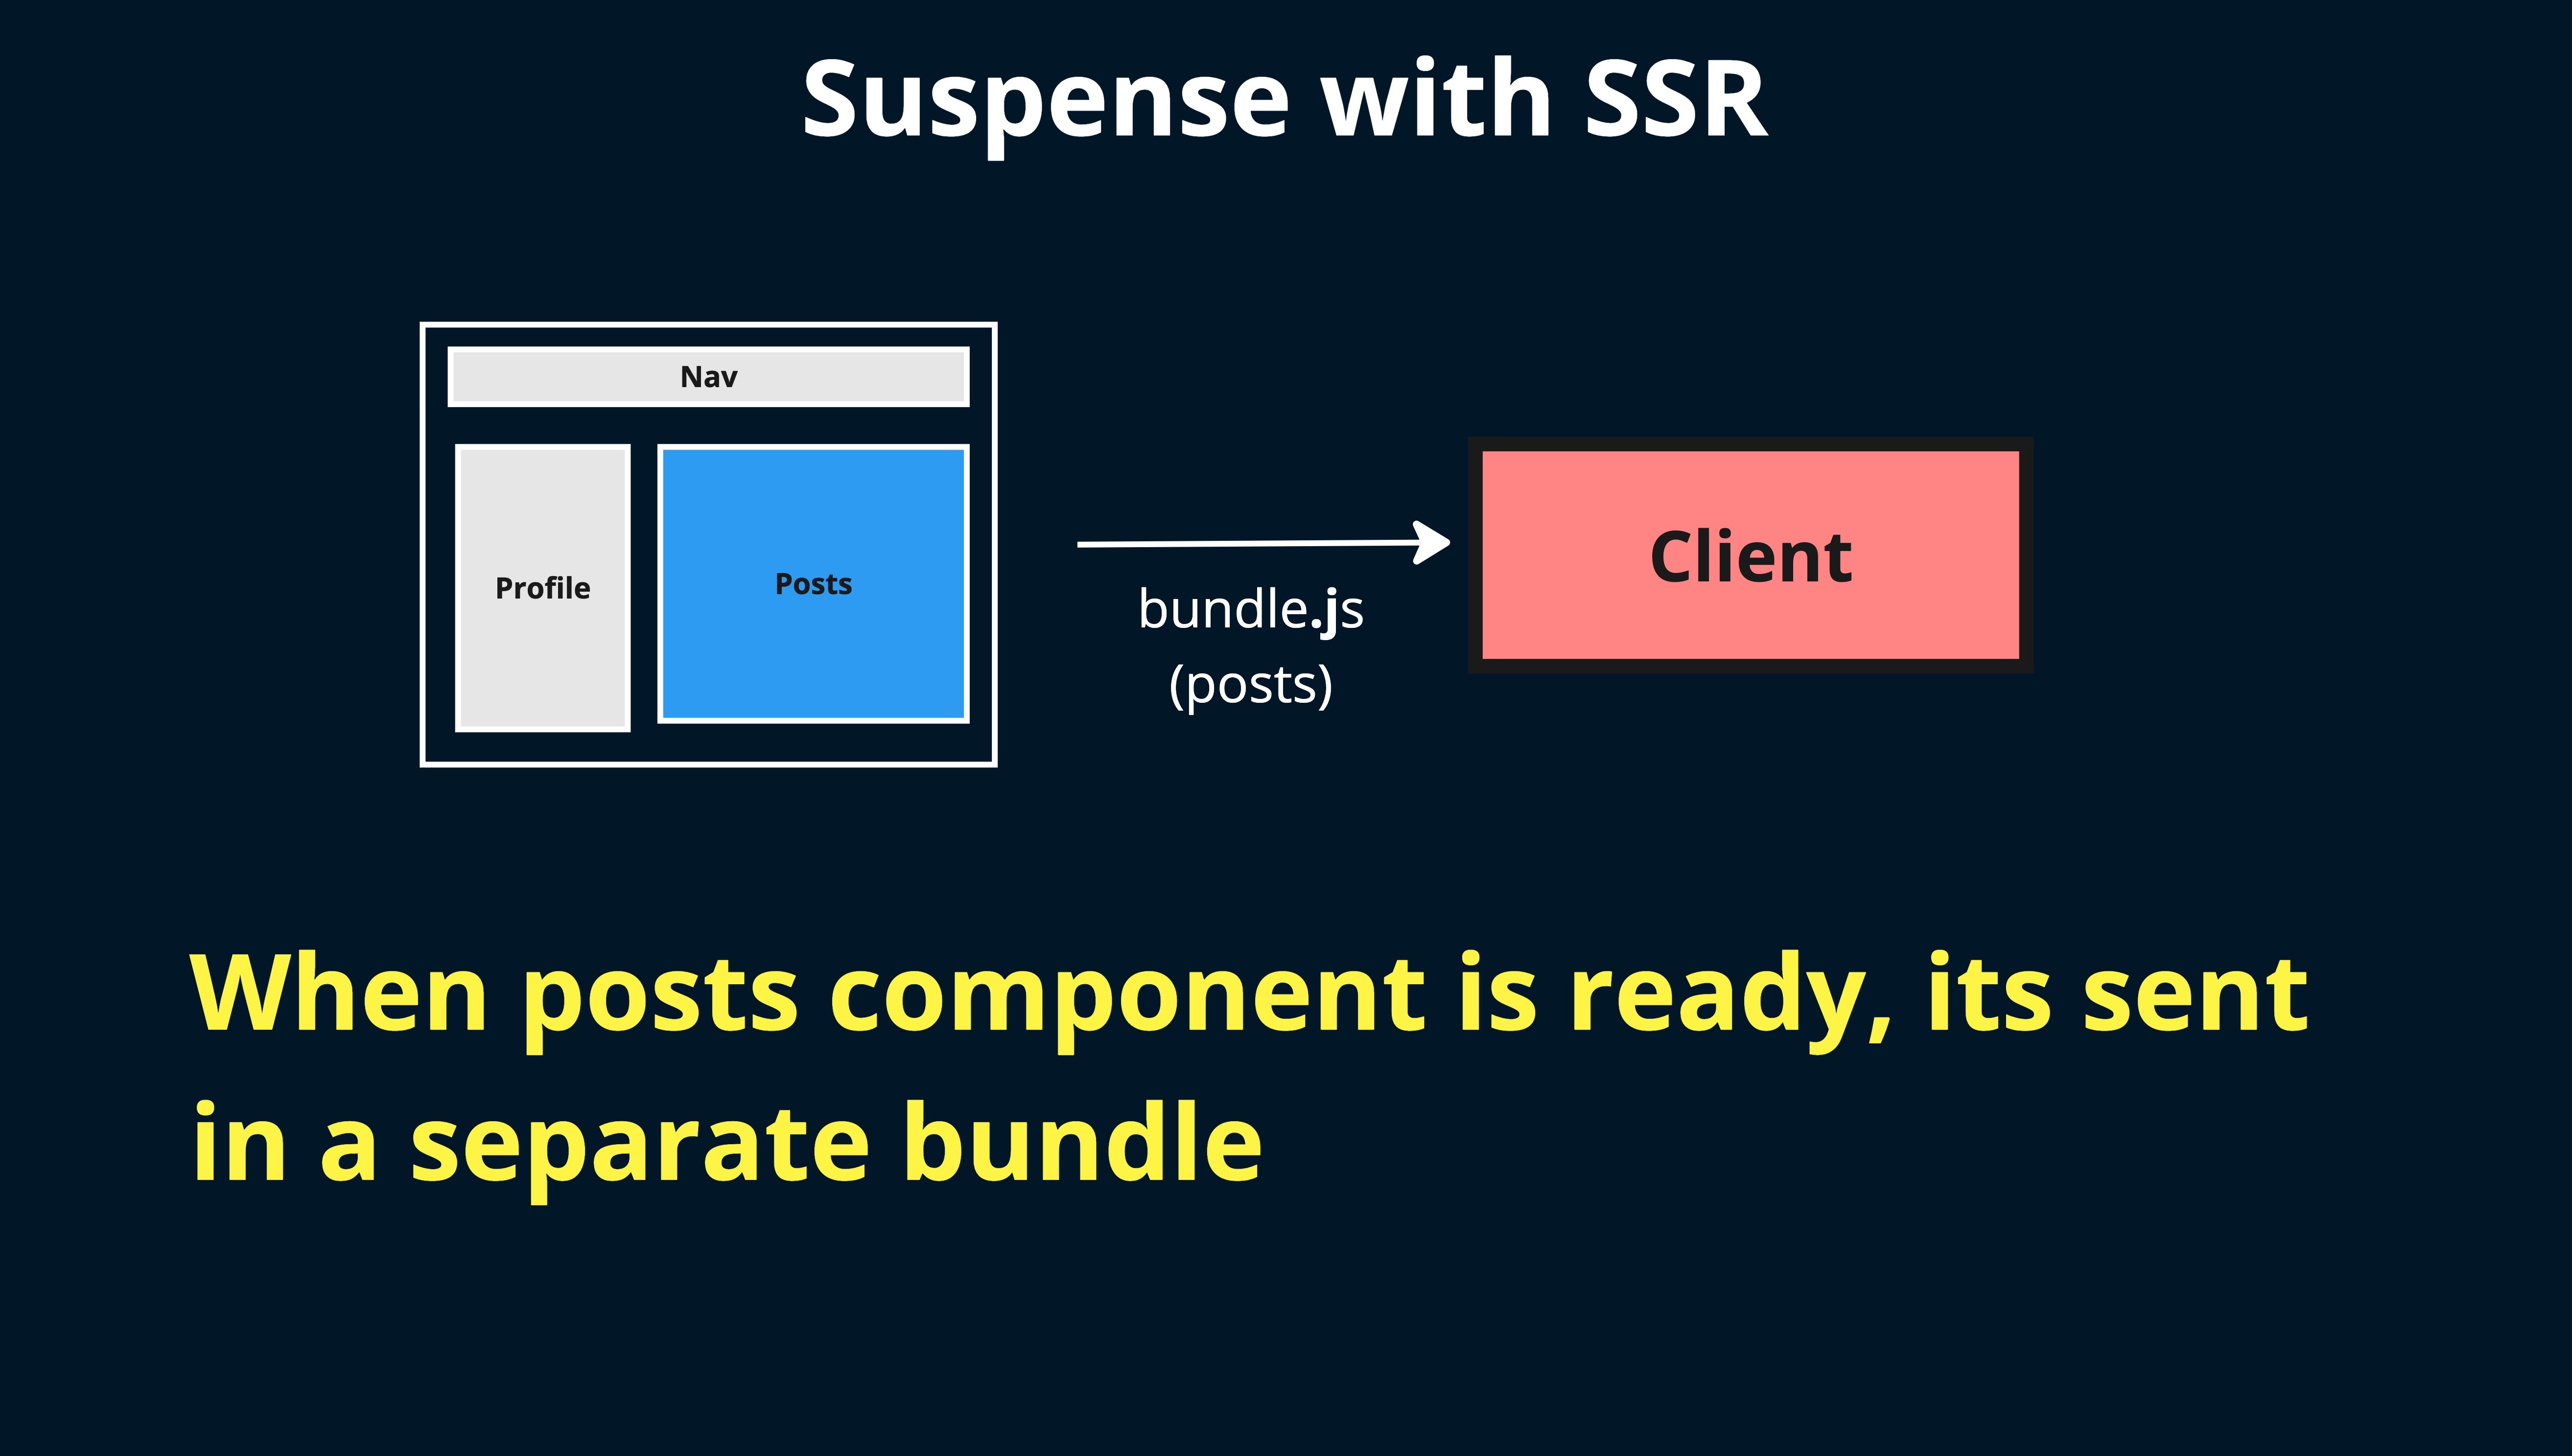 Suspense with SSR
Nav
Profile
Posts
bundle.js
(posts)
Client
When posts component is ready, its sent
in a separate bundle